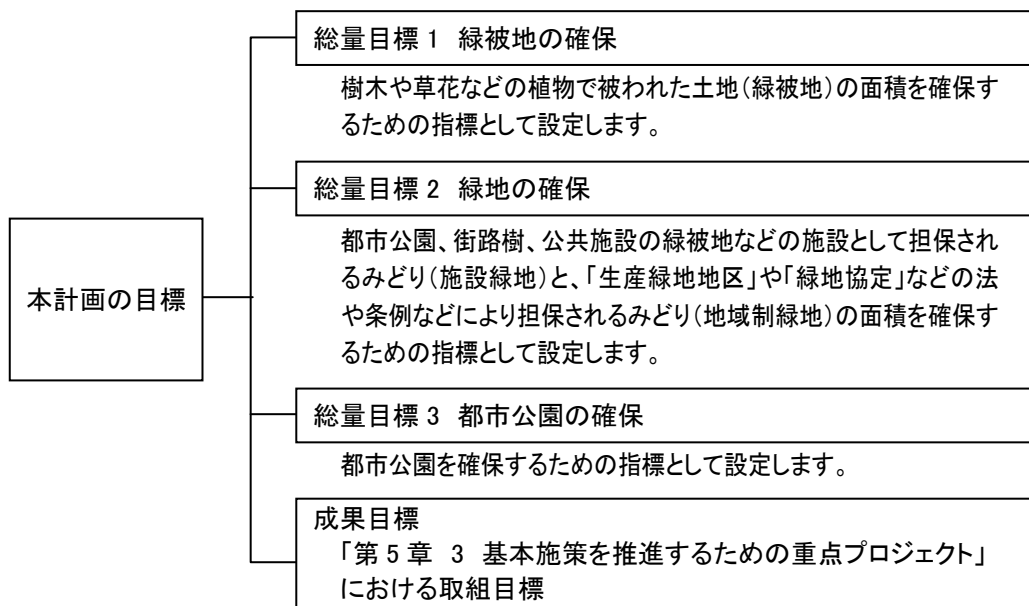 総量目標1 緑被地の確保
樹木や草花などの植物で被われた土地(緑被地)の面積を確保す
るための指標として設定します。
総量目標2 緑地の確保
都市公園、街路樹、公共施設の緑被地などの施設として担保され
るみどり(施設緑地)と、「生産緑地地区」や「緑地協定」などの法
や条例などにより担保されるみどり(地域制緑地)の面積を確保す
るための指標として設定します。
本計画の目標
総量目標3 都市公園の確保
都市公園を確保するための指標として設定します。
成果目標
「第5章 3 基本施策を推進するための重点プロジェクト」
における取組目標